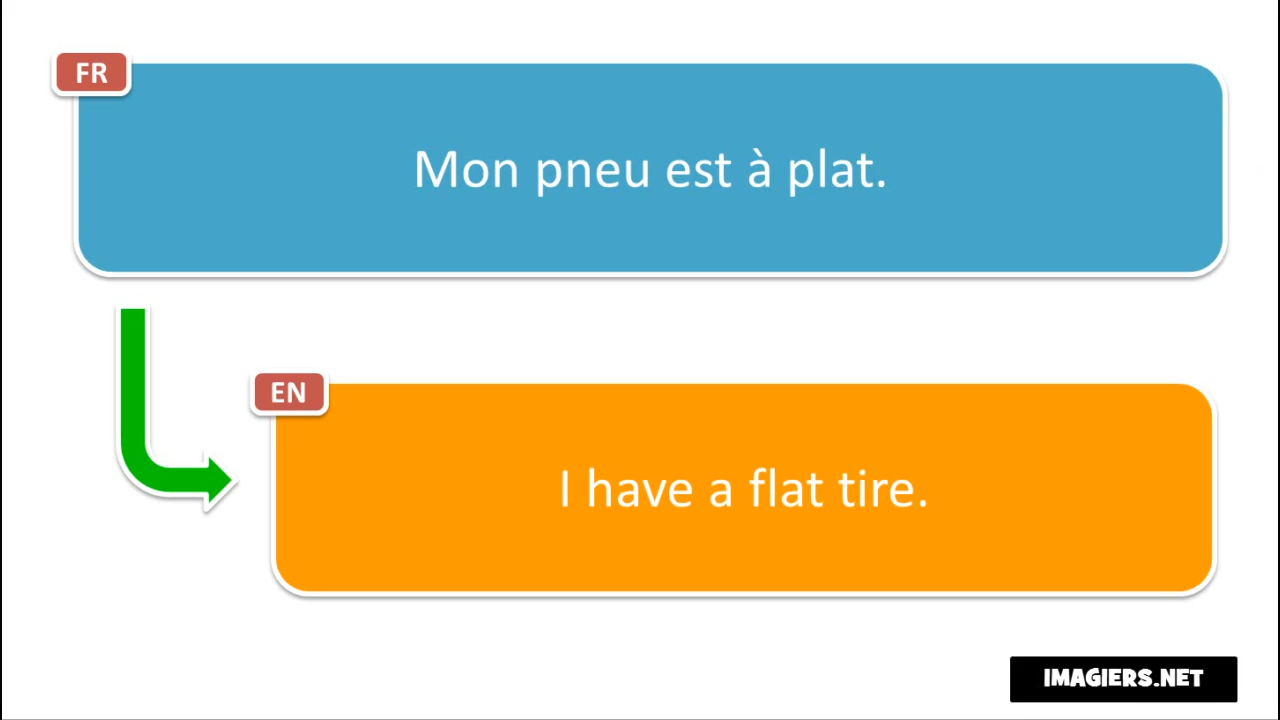 FR
Mon pneu est à plat.
EN
I have a flat tire.
IMAGIERS.NET